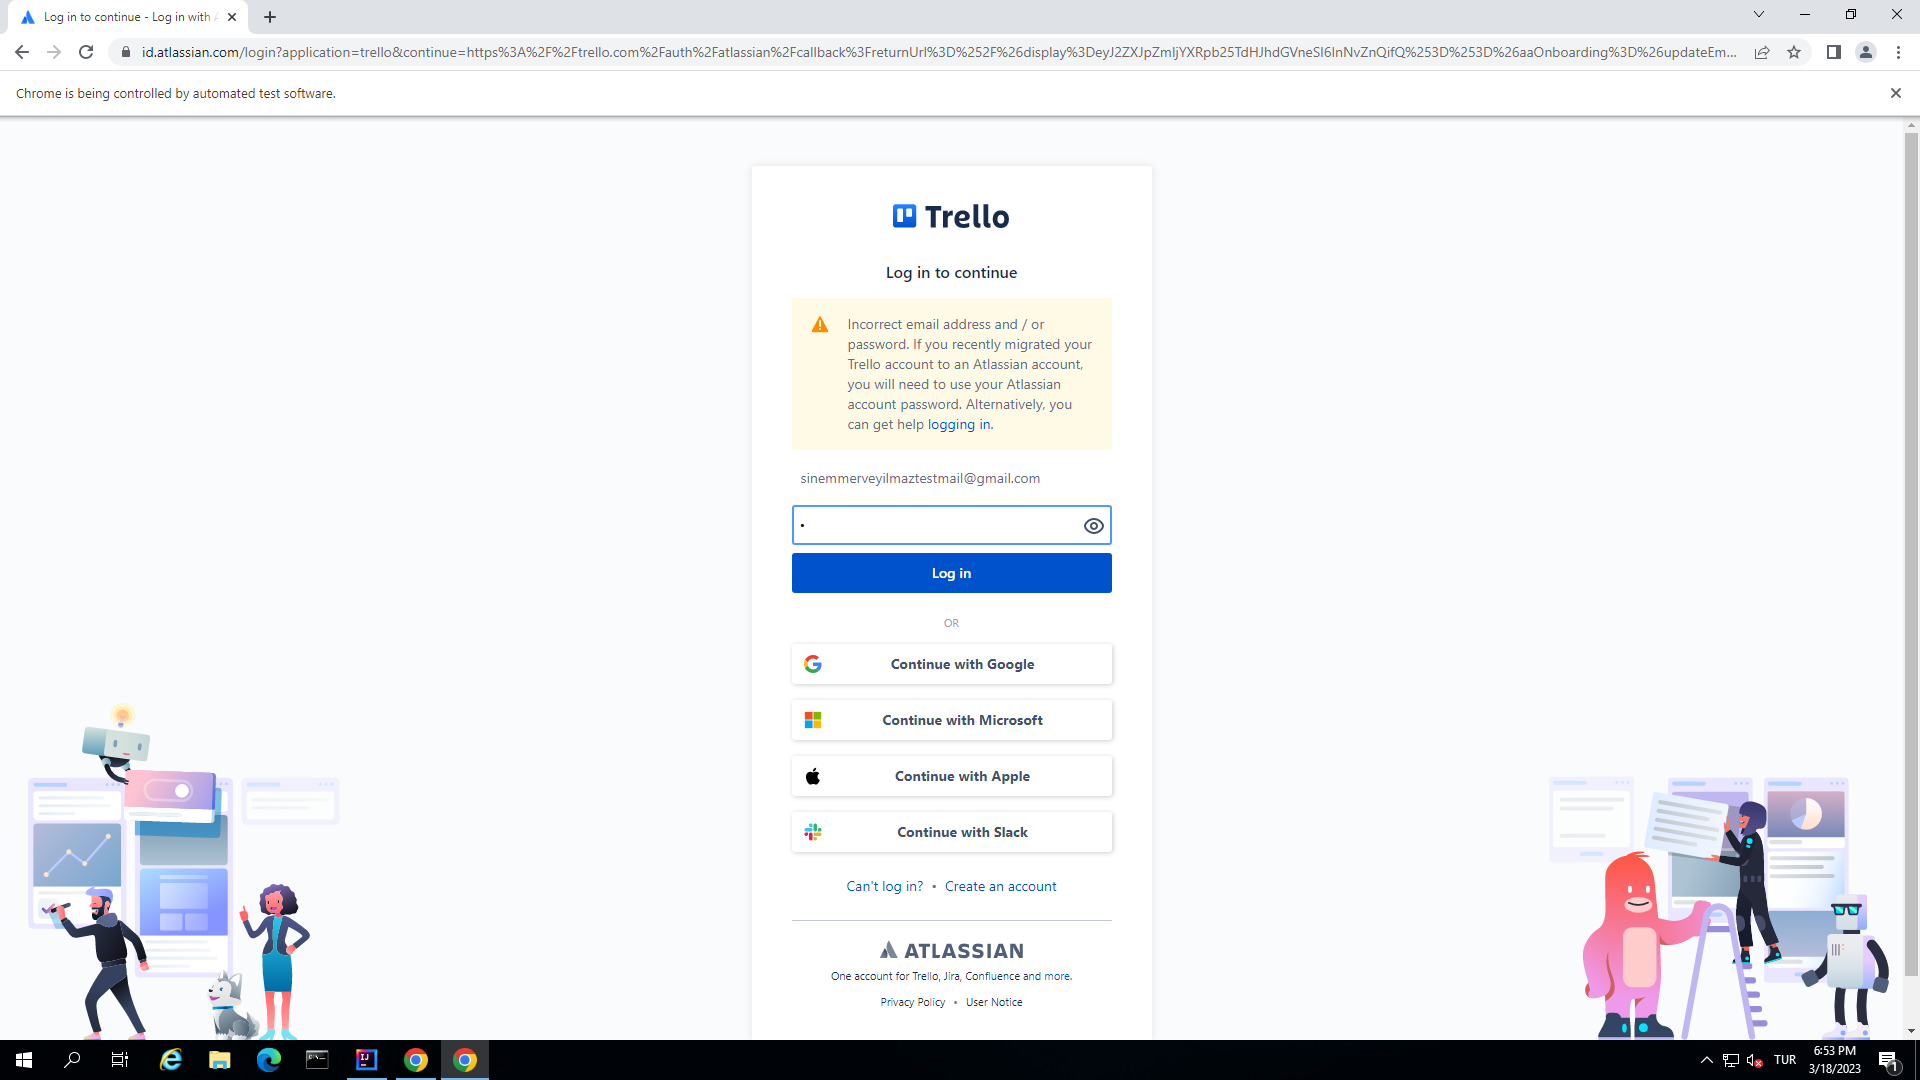 Log in to continue - Log in with A
id.atlassian.com/login?application=trello&continue=https%3A%2F%2Ftrello.com%2Fauth%2Fatlassian%2Fcallback%3FreturnUrl%3D%252F%26display%3DeyJ2ZXJpZmljYXRpb25TdHJhdGVneSI6InNvZnQifQ%253D%253D%26aaOnboarding%3D%26updateEm...
Chrome is being controlled by automated test software.
Trello
Log in to continue
Incorrect email address and / or
password. If you recently migrated your
Trello account to an Atlassian account,
you will need to use your Atlassian
account password. Alternatively, you
can get help logging in.
sinemmerveyilmaztestmail@gmail.com
•
Log in
OR
Continue with Google
Continue with Microsoft
Continue with Apple
Continue with Slack
Can't log in? • Create an account
ATLASSIAN
One account for Trello, Jira, Confluence and more.
Privacy Policy • User Notice
IJ
TUR
6:53 PM
3/18/2023
1